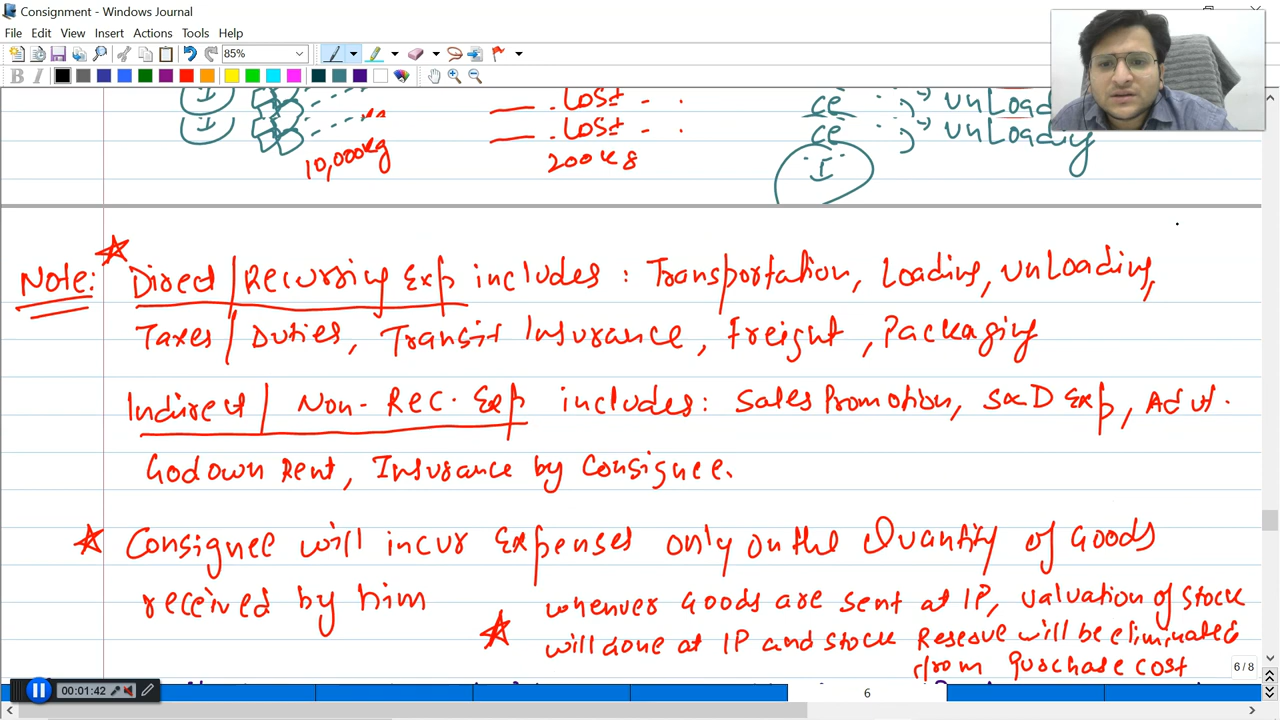 Consignment - Windows Journal
File Edit View Insert Actions Tools Help
85%
B I
I . Lost - . ce unLoading
I . Lost - . ce unLoading
10,000kg 200kg I
Note: Direct/Recurring Exp includes: Transportation, Loading, unLoading,
Taxes/Duties, Transit Insurance, Freight, Packaging
Indirect/Non-Rec. Exp includes: Sales Promotion, S&D Exp, Advt.
Godown Rent, Insurance by Consignee.
Consignee will incur Expenses only on the Quantity of Goods
received by him
whenver Goods are sent at IP, valuation of Stock
will done at IP and stock Reserve will be eliminated
from purchase cost
6/8
00:01:42
6